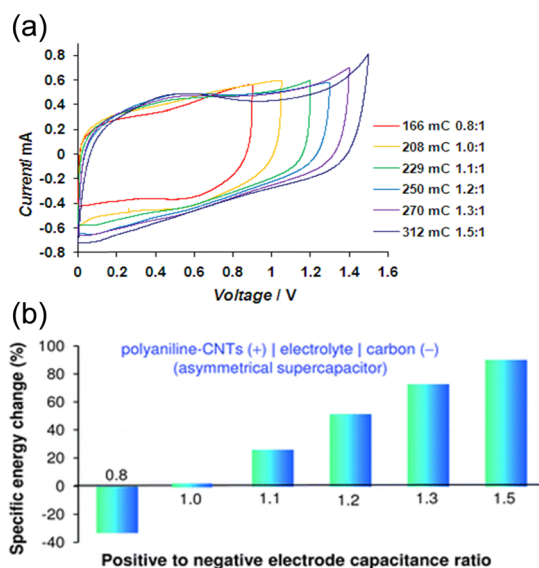 (a)
0.8
0.6
0.4
0.2
0
-0.2
-0.4
-0.6
-0.8
Current/ mA
0 0.2 0.4 0.6 0.8 1 1.2 1.4 1.6
Voltage / V
166 mC 0.8:1
208 mC 1.0:1
229 mC 1.1:1
250 mC 1.2:1
270 mC 1.3:1
312 mC 1.5:1
(b)
Specific energy change (%)
100
80
60
40
20
0
-20
-40
polyaniline-CNTs (+) | electrolyte | carbon (–)
(asymmetrical supercapacitor)
0.8 1.0 1.1 1.2 1.3 1.5
Positive to negative electrode capacitance ratio